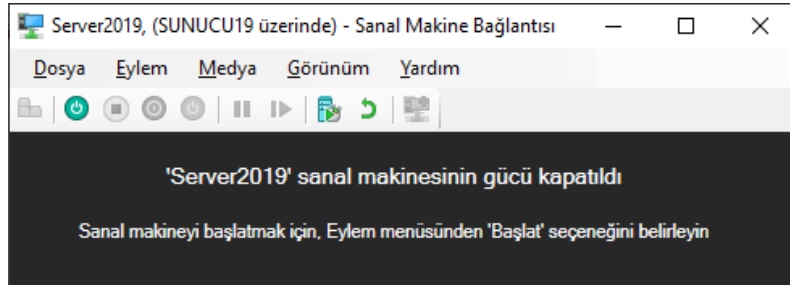 Server2019, (SUNUCU19 üzerinde) - Sanal Makine Bağlantısı
Dosya Eylem Medya Görünüm Yardım
'Server2019' sanal makinesinin gücü kapatıldı
Sanal makineyi başlatmak için, Eylem menüsünden 'Başlat' seçeneğini belirleyin